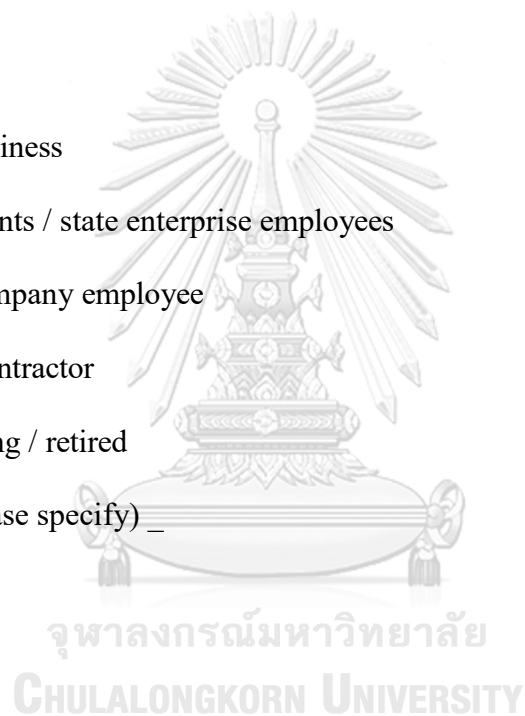 iness
nts / state enterprise employees
mpany employee
ntractor
ng / retired
ase specify) _
จุฬาลงกรณ์มหาวิทยาลัย
CHULALONGKORN UNIVERSITY